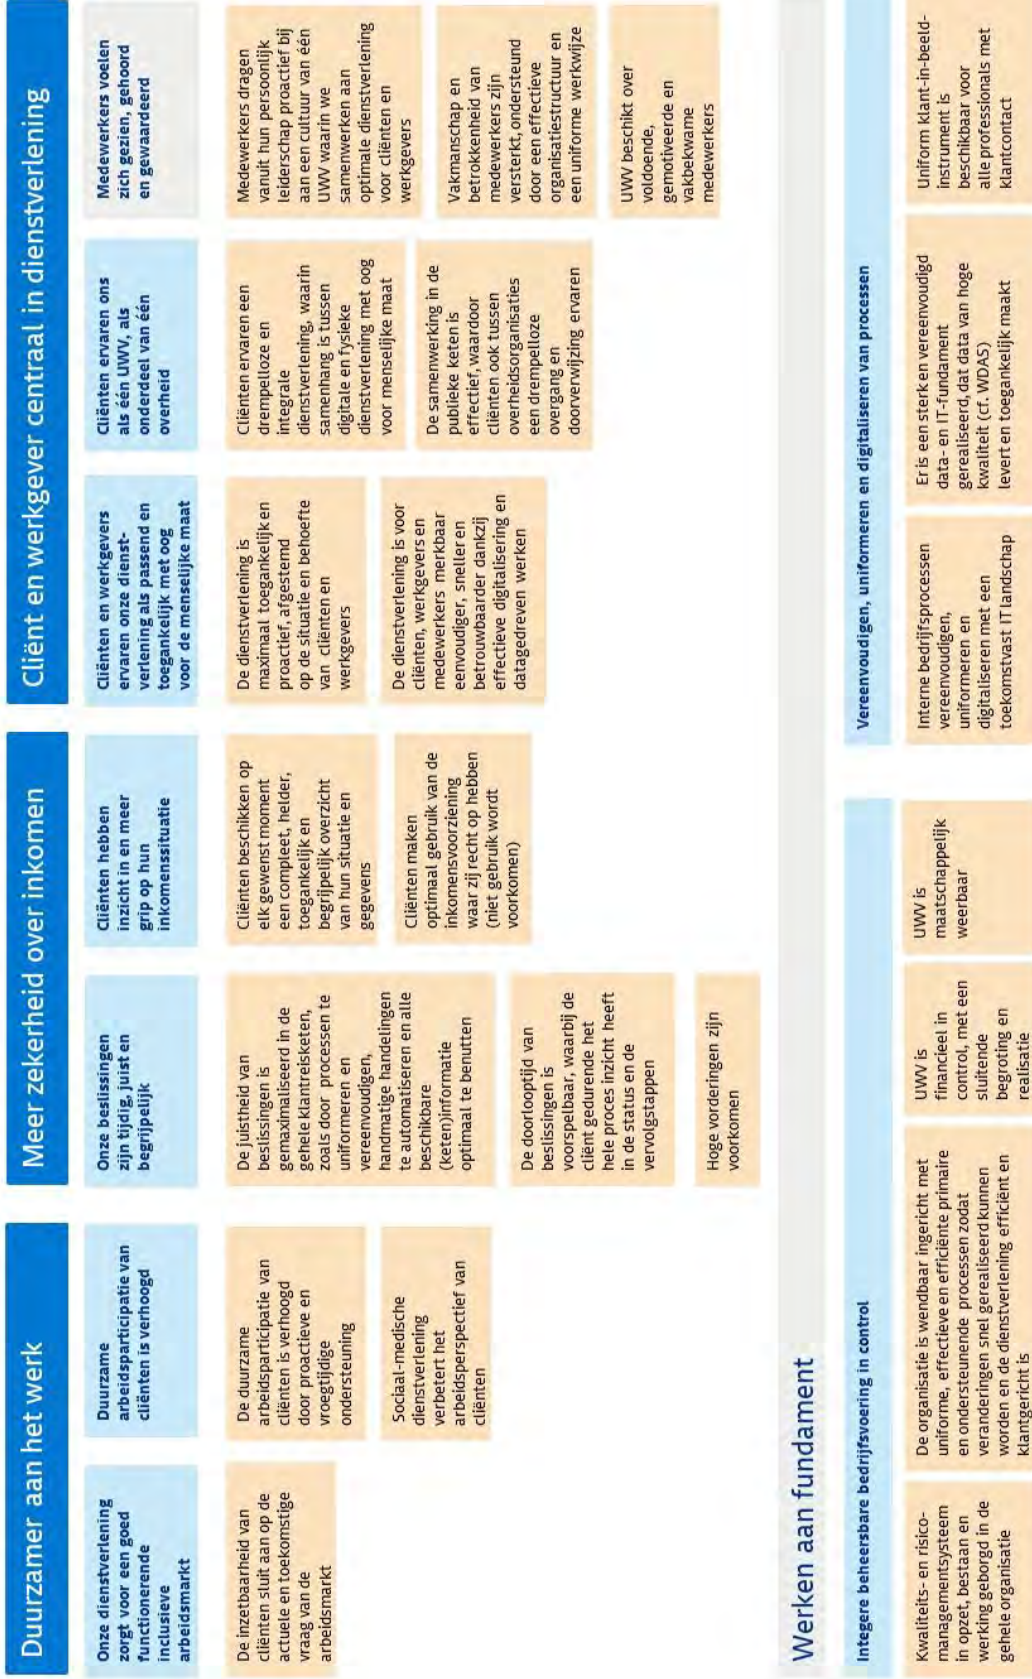 Duurzamer aan het werk
Onze dienstverlening
zorgt voor een goed
functionerende
inclusieve
arbeidsmarkt
De inzetbaarheid van
cliënten sluit aan op de
actuele en toekomstige
vraag van de
arbeidsmarkt
Duurzame
arbeidsparticipatie van
cliënten is verhoogd
De duurzame
arbeidsparticipatie van
cliënten is verhoogd
door proactieve en
vroegtijdige
ondersteuning
Sociaal-medische
dienstverlening
verbetert het
arbeidsperspectief van
cliënten
Meer zekerheid over inkomen
Onze beslissingen
zijn tijdig, juist en
begrijpelijk
De juistheid van
beslissingen is
gemaximaliseerd in de
gehele klantreisketen,
zoals door processen te
uniformeren en
vereenvoudigen,
handmatige handelingen
te automatiseren en alle
beschikbare
(keten)informatie
optimaal te benutten
De doorlooptijd van
beslissingen is
voorspelbaar, waarbij de
cliënt gedurende het
hele proces inzicht heeft
in de status en de
vervolgstappen
Hoge vorderingen zijn
voorkomen
Cliënten hebben
inzicht in en meer
grip op hun
inkomenssituatie
Cliënten beschikken op
elk gewenst moment
een compleet, helder,
toegankelijk en
begrijpelijk overzicht
van hun situatie en
gegevens
Cliënten maken
optimaal gebruik van de
inkomensvoorziening
waar zij recht op hebben
(niet gebruik wordt
voorkomen)
Cliënt en werkgever centraal in dienstverlening
Cliënten en werkgevers
ervaren onze dienst-
verlening als passend en
toegankelijk met oog
voor de menselijke maat
De dienstverlening is
maximaal toegankelijk en
proactief, afgestemd
op de situatie en behoefte
van cliënten en
werkgevers
De dienstverlening is voor
cliënten, werkgevers en
medewerkers merkbaar
eenvoudiger, sneller en
betrouwbaarder dankzij
effectieve digitalisering en
datagedreven werken
Cliënten ervaren ons
als één UWV, als
onderdeel van één
overheid
Cliënten ervaren een
drempelloze en
integrale
dienstverlening, waarin
samenhang is tussen
digitale en fysieke
dienstverlening met oog
voor menselijke maat
De samenwerking in de
publieke keten is
effectief, waardoor
cliënten ook tussen
overheidsorganisaties
een drempelloze
overgang en
doorverwijzing ervaren
Medewerkers voelen
zich gezien, gehoord
en gewaardeerd
Medewerkers dragen
vanuit hun persoonlijk
leiderschap proactief bij
aan een cultuur van één
UWV waarin we
samenwerken aan
optimale dienstverlening
voor cliënten en
werkgevers
Vakmanschap en
betrokkenheid van
medewerkers zijn
versterkt, ondersteund
door een effectieve
organisatiestructuur en
een uniforme werkwijze
UWV beschikt over
voldoende,
gemotiveerde en
vakbekwame
medewerkers
Werken aan fundament
Integere beheersbare bedrijfsvoering in control
Kwaliteits- en risico-
managementsysteem
in opzet, bestaan en
werking geborgd in de
gehele organisatie
De organisatie is wendbaar ingericht met
uniforme, effectieve en efficiënte primaire
en ondersteunende processen zodat
veranderingen snel gerealiseerd kunnen
worden en de dienstverlening efficiënt en
klantgericht is
UWV is
financieel in
control, met een
sluitende
begroting en
realisatie
UWV is
maatschappelijk
weerbaar
Vereenvoudigen, uniformeren en digitaliseren van processen
Interne bedrijfsprocessen
vereenvoudigen,
uniformeren en
digitaliseren met een
toekomstvast IT landschap
Er is een sterk en vereenvoudigd
data- en IT-fundament
gerealiseerd, dat data van hoge
kwaliteit (cf. WDAS)
levert en toegankelijk maakt
Uniform klant-in-beeld-
instrument is
beschikbaar voor
alle professionals met
klantcontact